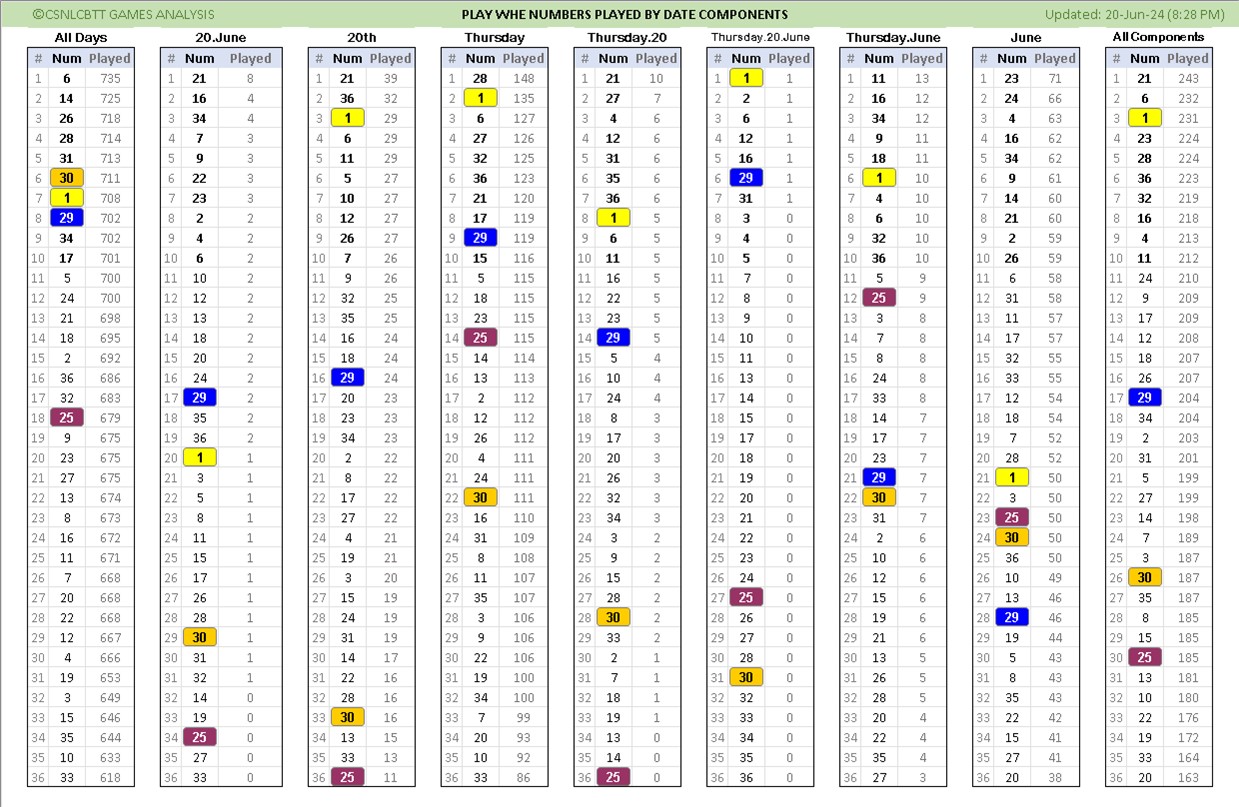 ©CSNLCBTT GAMES ANALYSIS PLAY WHE NUMBERS PLAYED BY DATE COMPONENTS Updated: 20-Jun-24 (8:28 PM)
All Days 20.June 20th Thursday Thursday.20 Thursday.20.June Thursday.June June All Components
# Num Played # Num Played # Num Played # Num Played # Num Played # Num Played # Num Played # Num Played # Num Played
1 6 735 1 21 8 1 21 39 1 28 148 1 21 10 1 1 1 1 11 13 1 23 71 1 21 243
2 14 725 2 16 4 2 36 32 2 1 135 2 27 7 2 2 1 2 16 12 2 24 66 2 6 232
3 26 718 3 34 4 3 1 29 3 6 127 3 4 6 3 6 1 3 34 12 3 4 63 3 1 231
4 28 714 4 7 3 4 6 29 4 27 126 4 12 6 4 12 1 4 9 11 4 16 62 4 23 224
5 31 713 5 9 3 5 11 29 5 32 125 5 31 6 5 16 1 5 18 11 5 34 62 5 28 224
6 30 711 6 22 3 6 5 27 6 36 123 6 35 6 6 29 1 6 1 10 6 9 61 6 36 223
7 1 708 7 23 3 7 10 27 7 21 120 7 36 6 7 31 1 7 4 10 7 14 60 7 32 219
8 29 702 8 2 2 8 12 27 8 17 119 8 1 5 8 3 0 8 6 10 8 21 60 8 16 218
9 34 702 9 4 2 9 26 27 9 29 119 9 6 5 9 4 0 9 32 10 9 2 59 9 4 213
10 17 701 10 6 2 10 7 26 10 15 116 10 11 5 10 5 0 10 36 10 10 26 59 10 11 212
11 5 700 11 10 2 11 9 26 11 5 115 11 16 5 11 7 0 11 5 9 11 6 58 11 24 210
12 24 700 12 12 2 12 32 25 12 18 115 12 22 5 12 8 0 12 25 9 12 31 58 12 9 209
13 21 698 13 13 2 13 35 25 13 23 115 13 23 5 13 9 0 13 3 8 13 11 57 13 17 209
14 18 695 14 18 2 14 16 24 14 25 115 14 29 5 14 10 0 14 7 8 14 17 57 14 12 208
15 2 692 15 20 2 15 18 24 15 14 114 15 5 4 15 11 0 15 8 8 15 32 55 15 18 207
16 36 686 16 24 2 16 29 24 16 13 113 16 10 4 16 13 0 16 24 8 16 33 55 16 26 207
17 32 683 17 29 2 17 20 23 17 2 112 17 24 4 17 14 0 17 33 8 17 12 54 17 29 204
18 25 679 18 35 2 18 23 23 18 12 112 18 8 3 18 15 0 18 14 7 18 18 54 18 34 204
19 9 675 19 36 2 19 34 23 19 26 112 19 17 3 19 17 0 19 17 7 19 7 52 19 2 203
20 23 675 20 1 1 20 2 22 20 4 111 20 20 3 20 18 0 20 23 7 20 28 52 20 31 201
21 27 675 21 3 1 21 8 22 21 24 111 21 26 3 21 19 0 21 29 7 21 1 50 21 5 199
22 13 674 22 5 1 22 17 22 22 30 111 22 32 3 22 20 0 22 30 7 22 3 50 22 27 199
23 8 673 23 8 1 23 27 22 23 16 110 23 34 3 23 21 0 23 31 7 23 25 50 23 14 198
24 16 672 24 11 1 24 4 21 24 31 109 24 3 2 24 22 0 24 2 6 24 30 50 24 7 189
25 11 671 25 15 1 25 19 21 25 8 108 25 9 2 25 23 0 25 10 6 25 36 50 25 3 187
26 7 668 26 17 1 26 3 20 26 11 107 26 15 2 26 24 0 26 12 6 26 10 49 26 30 187
27 20 668 27 26 1 27 15 19 27 35 107 27 28 2 27 25 0 27 15 6 27 13 46 27 35 187
28 22 668 28 28 1 28 24 19 28 3 106 28 30 2 28 26 0 28 19 6 28 29 46 28 8 185
29 12 667 29 30 1 29 31 19 29 9 106 29 33 2 29 27 0 29 21 6 29 19 44 29 15 185
30 4 666 30 31 1 30 14 17 30 22 106 30 2 1 30 28 0 30 13 5 30 5 43 30 25 185
31 19 653 31 32 1 31 22 16 31 19 100 31 7 1 31 30 0 31 26 5 31 8 43 31 13 181
32 3 649 32 14 0 32 28 16 32 34 100 32 18 1 32 32 0 32 28 5 32 35 43 32 10 180
33 15 646 33 19 0 33 30 16 33 7 99 33 19 1 33 33 0 33 20 4 33 22 42 33 22 176
34 35 644 34 25 0 34 13 15 34 20 93 34 13 0 34 34 0 34 22 4 34 15 41 34 19 172
35 10 633 35 27 0 35 33 13 35 10 92 35 14 0 35 35 0 35 35 4 35 27 41 35 33 164
36 33 618 36 33 0 36 25 11 36 33 86 36 25 0 36 36 0 36 27 3 36 20 38 36 20 163